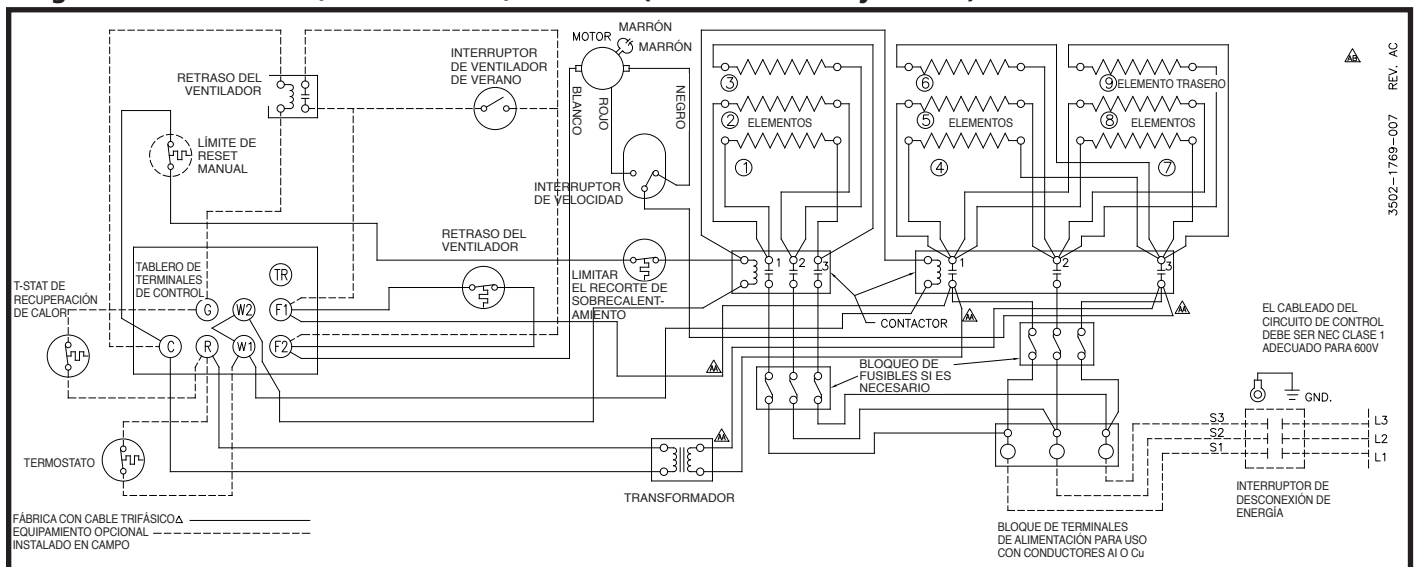 MARRÓN
MOTOR
MARRÓN
INTERRUPTOR
DE VENTILADOR
DE VERANO
RETRASO DEL
VENTILADOR
BLANCO
ROJO
NEGRO
3
2
ELEMENTOS
1
6
5
ELEMENTOS
4
9
ELEMENTO TRASERO
8
ELEMENTOS
7
AB
3502-1769-007 REV. AC
LÍMITE DE
RESET
MANUAL
INTERRUPTOR
DE VELOCIDAD
RETRASO DEL
VENTILADOR
TABLERO DE
TERMINALES
DE CONTROL
TR
G
W2
F1
C
R
W1
F2
T-STAT DE
RECUPERACIÓN
DE CALOR
LIMITAR
EL RECORTE DE
SOBRECALENT-
AMIENTO
1
2
3
1
2
3
CONTACTOR
AA
AA
AA
AA
BLOQUEO DE
FUSIBLES SI ES
NECESARIO
EL CABLEADO DEL
CIRCUITO DE CONTROL
DEBE SER NEC CLASE 1
ADECUADO PARA 600V
GND.
S3
S2
S1
L3
L2
L1
TERMOSTATO
TRANSFORMADOR
INTERRUPTOR DE
DESCONEXIÓN DE
ENERGÍA
BLOQUE DE TERMINALES
DE ALIMENTACIÓN PARA USO
CON CONDUCTORES Al O Cu
FÁBRICA CON CABLE TRIFÁSICO
EQUIPAMIENTO OPCIONAL
INSTALADO EN CAMPO